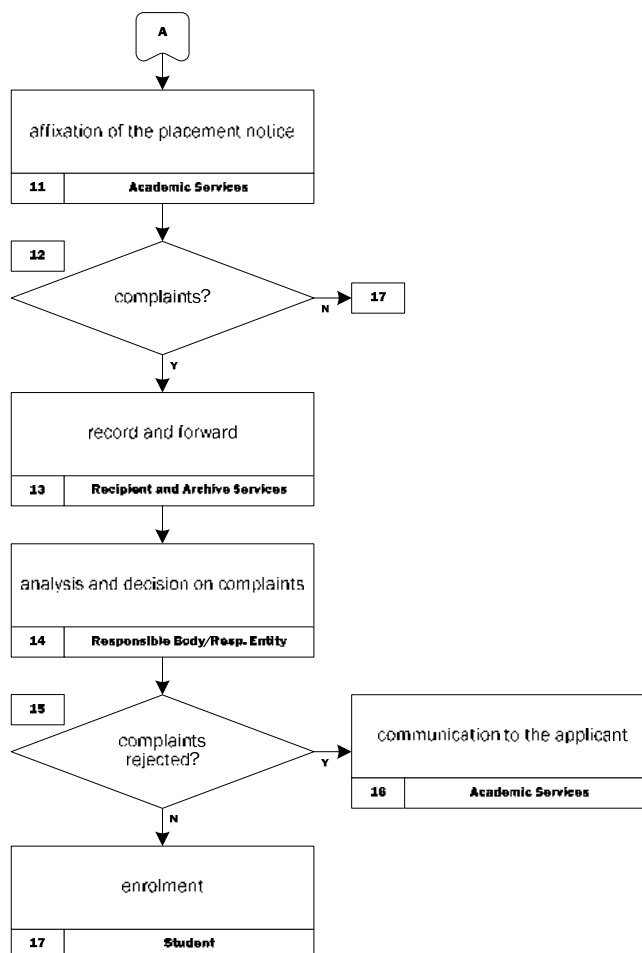 A
affixation of the placement notice
11 Academic Services
12
complaints?
N
17
Y
record and forward
13 Recipient and Archive Services
analysis and decision on complaints
14 Responsible Body/Resp. Entity
15
complaints
rejected?
Y
communication to the applicant
16 Academic Services
N
enrolment
17 Student